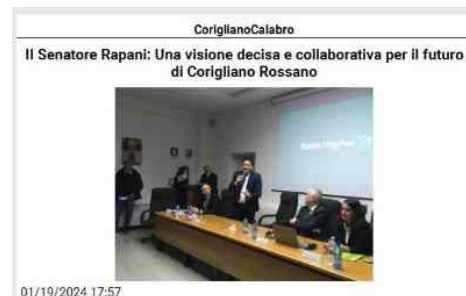 CoriglianoCalabro
Il Senatore Rapani: Una visione decisa e collaborativa per il futuro
di Corigliano Rossano
01/19/2024 17:57